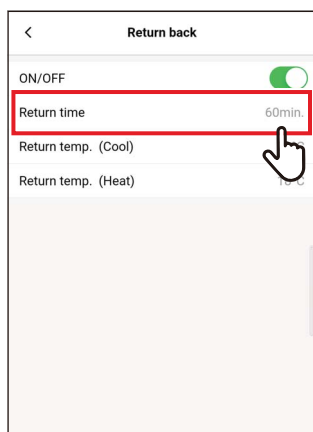 Return back
ON/OFF
Return time 60min.
Return temp. (Cool)
Return temp. (Heat)